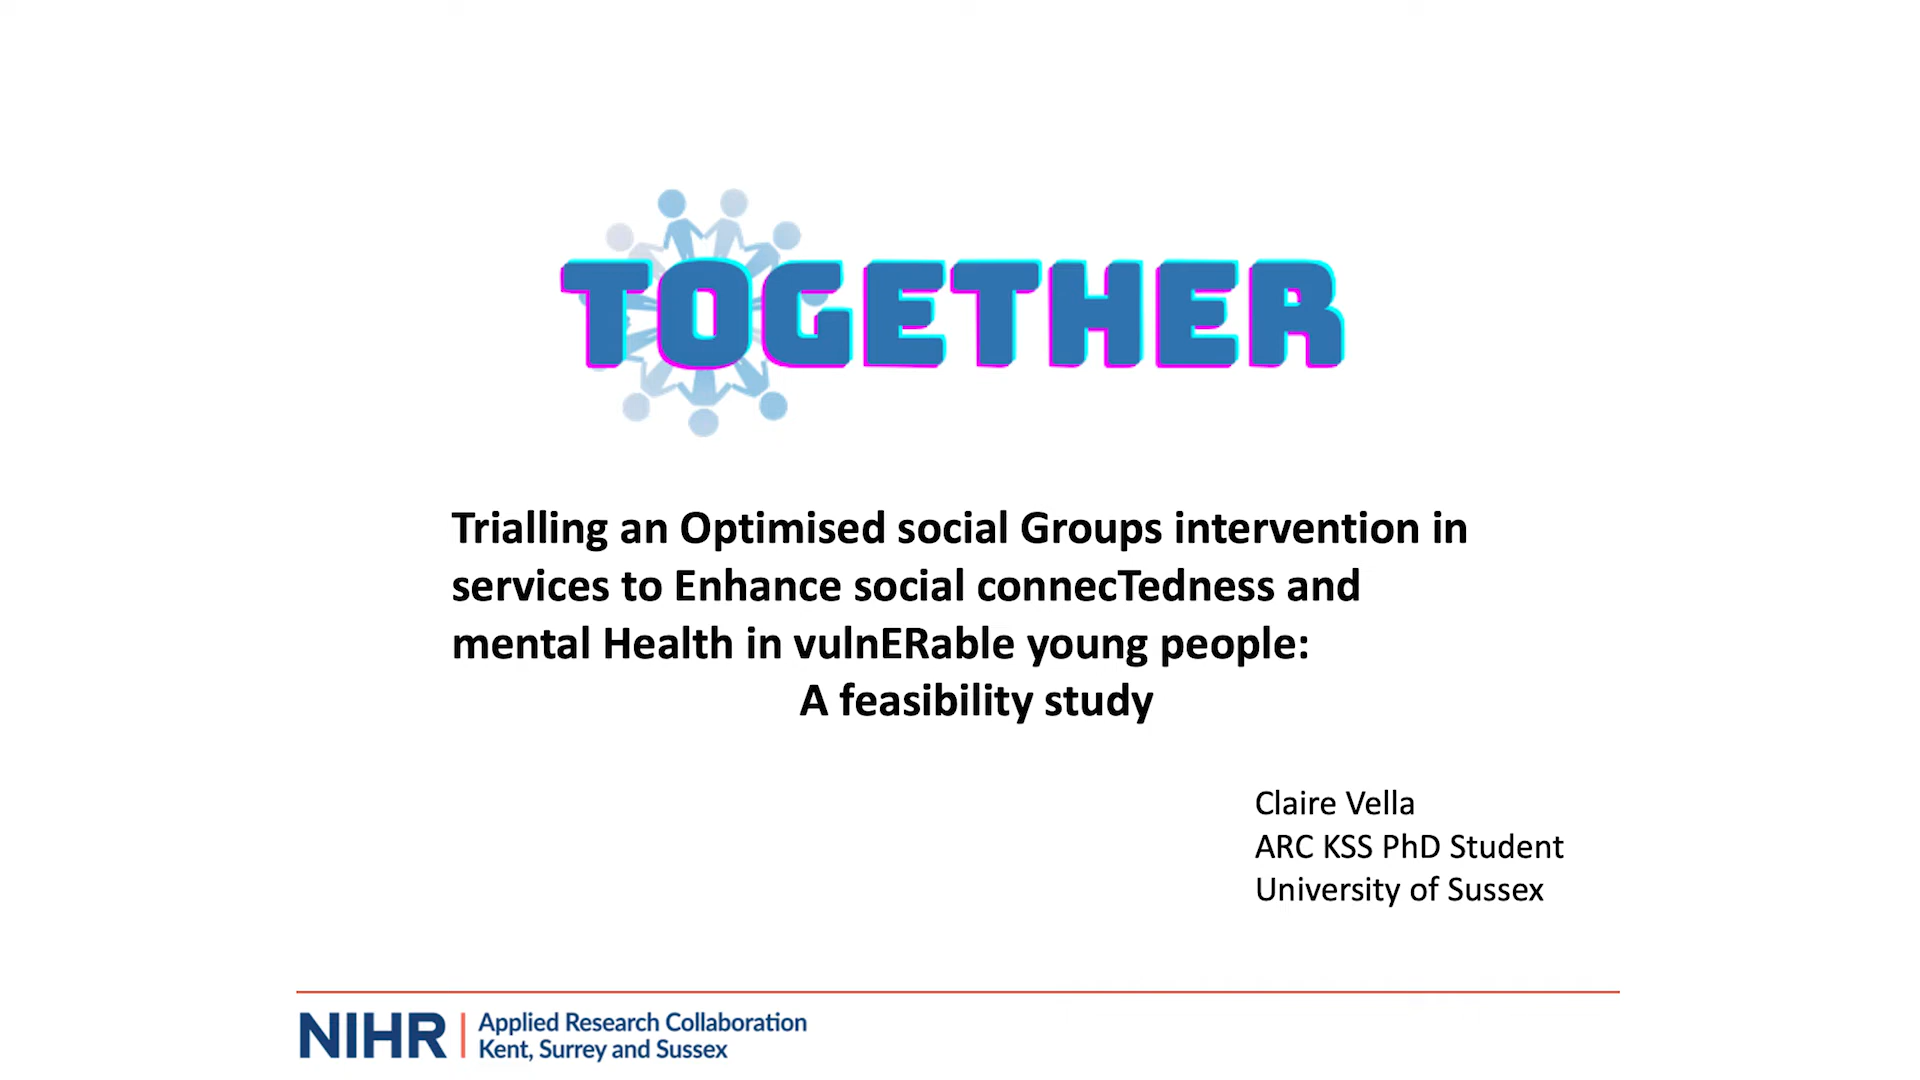 TOGETHER
Trialling an Optimised social Groups intervention in
services to Enhance social connecTedness and
mental Health in vulnERable young people:
A feasibility study
Claire Vella
ARC KSS PhD Student
University of Sussex
NIHR | Applied Research Collaboration
Kent, Surrey and Sussex